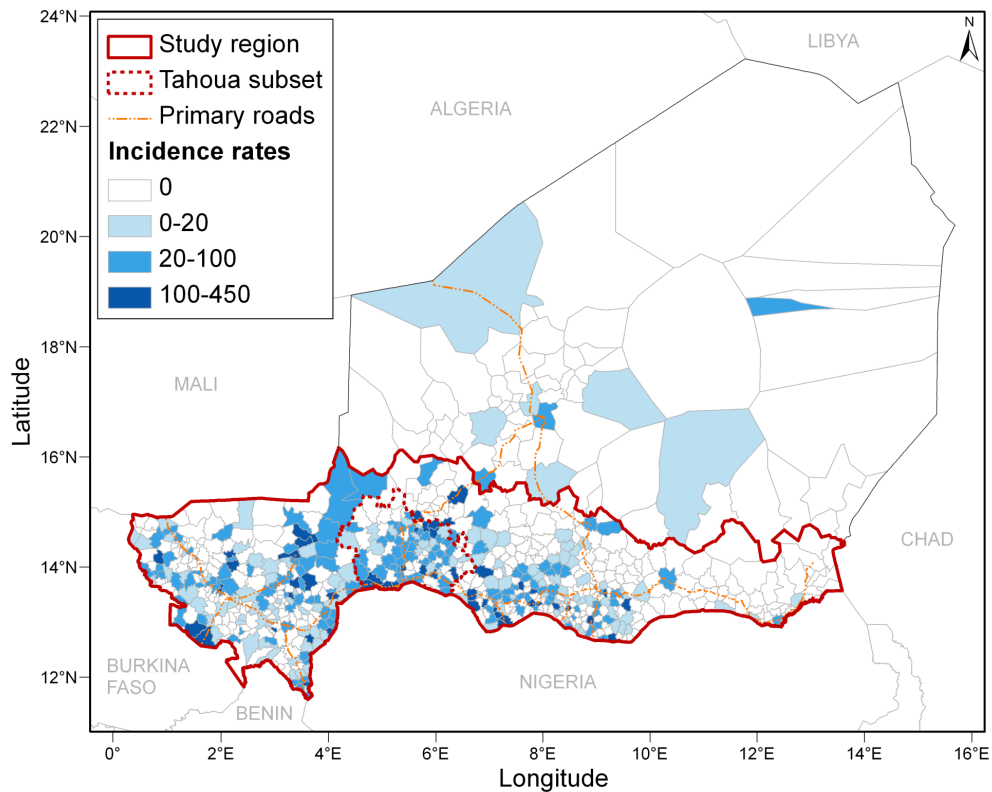 24°N
22°N
20°N
18°N
16°N
14°N
12°N
Latitude
Study region
Tahoua subset
Primary roads
Incidence rates
0
0-20
20-100
100-450
N
LIBYA
ALGERIA
MALI
CHAD
BURKINA
FASO
BENIN
NIGERIA
0°
2°E
4°E
6°E
8°E
10°E
12°E
14°E
16°E
Longitude